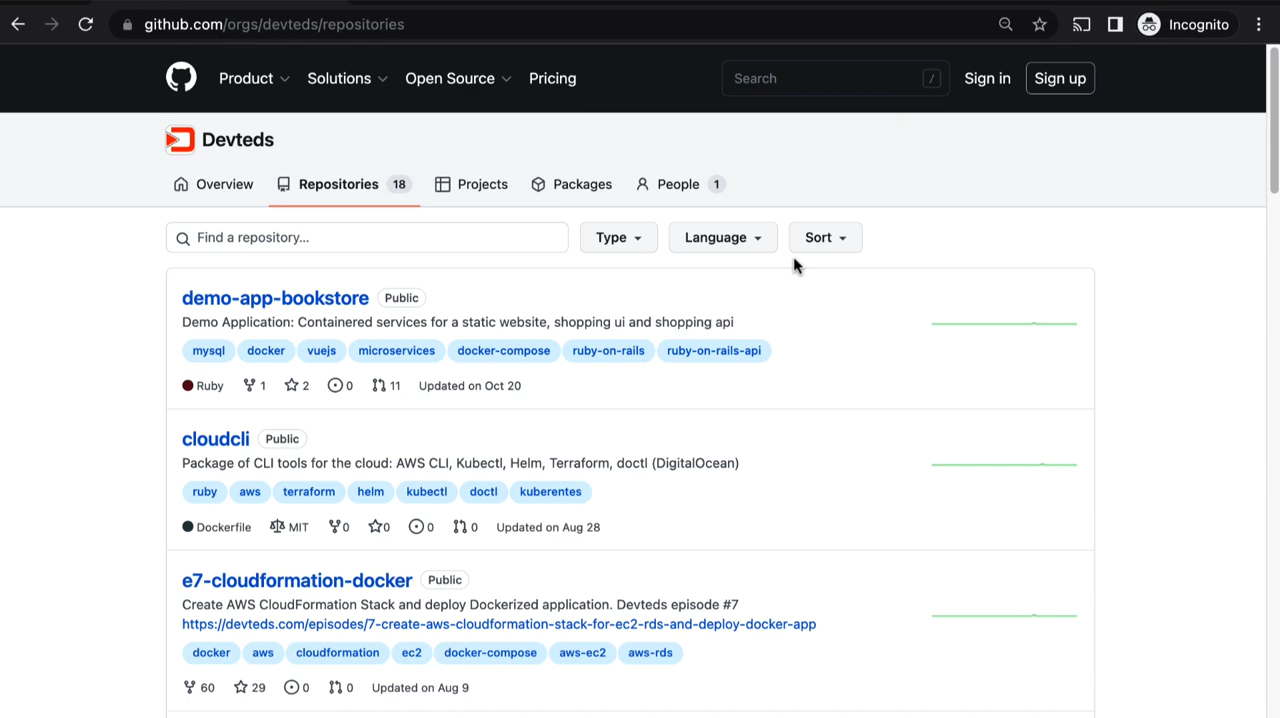 github.com/orgs/devteds/repositories
Incognito
Product Solutions Open Source Pricing Search / Sign in Sign up
Devteds
Overview Repositories 18 Projects Packages People 1
Find a repository... Type Language Sort
demo-app-bookstore Public
Demo Application: Containered services for a static website, shopping ui and shopping api
mysql docker vuejs microservices docker-compose ruby-on-rails ruby-on-rails-api
Ruby 1 2 0 11 Updated on Oct 20
cloudcli Public
Package of CLI tools for the cloud: AWS CLI, Kubectl, Helm, Terraform, doctl (DigitalOcean)
ruby aws terraform helm kubectl doctl kuberentes
Dockerfile MIT 0 0 0 0 Updated on Aug 28
e7-cloudformation-docker Public
Create AWS CloudFormation Stack and deploy Dockerized application. Devteds episode #7
https://devteds.com/episodes/7-create-aws-cloudformation-stack-for-ec2-rds-and-deploy-docker-app
docker aws cloudformation ec2 docker-compose aws-ec2 aws-rds
60 29 0 0 Updated on Aug 9